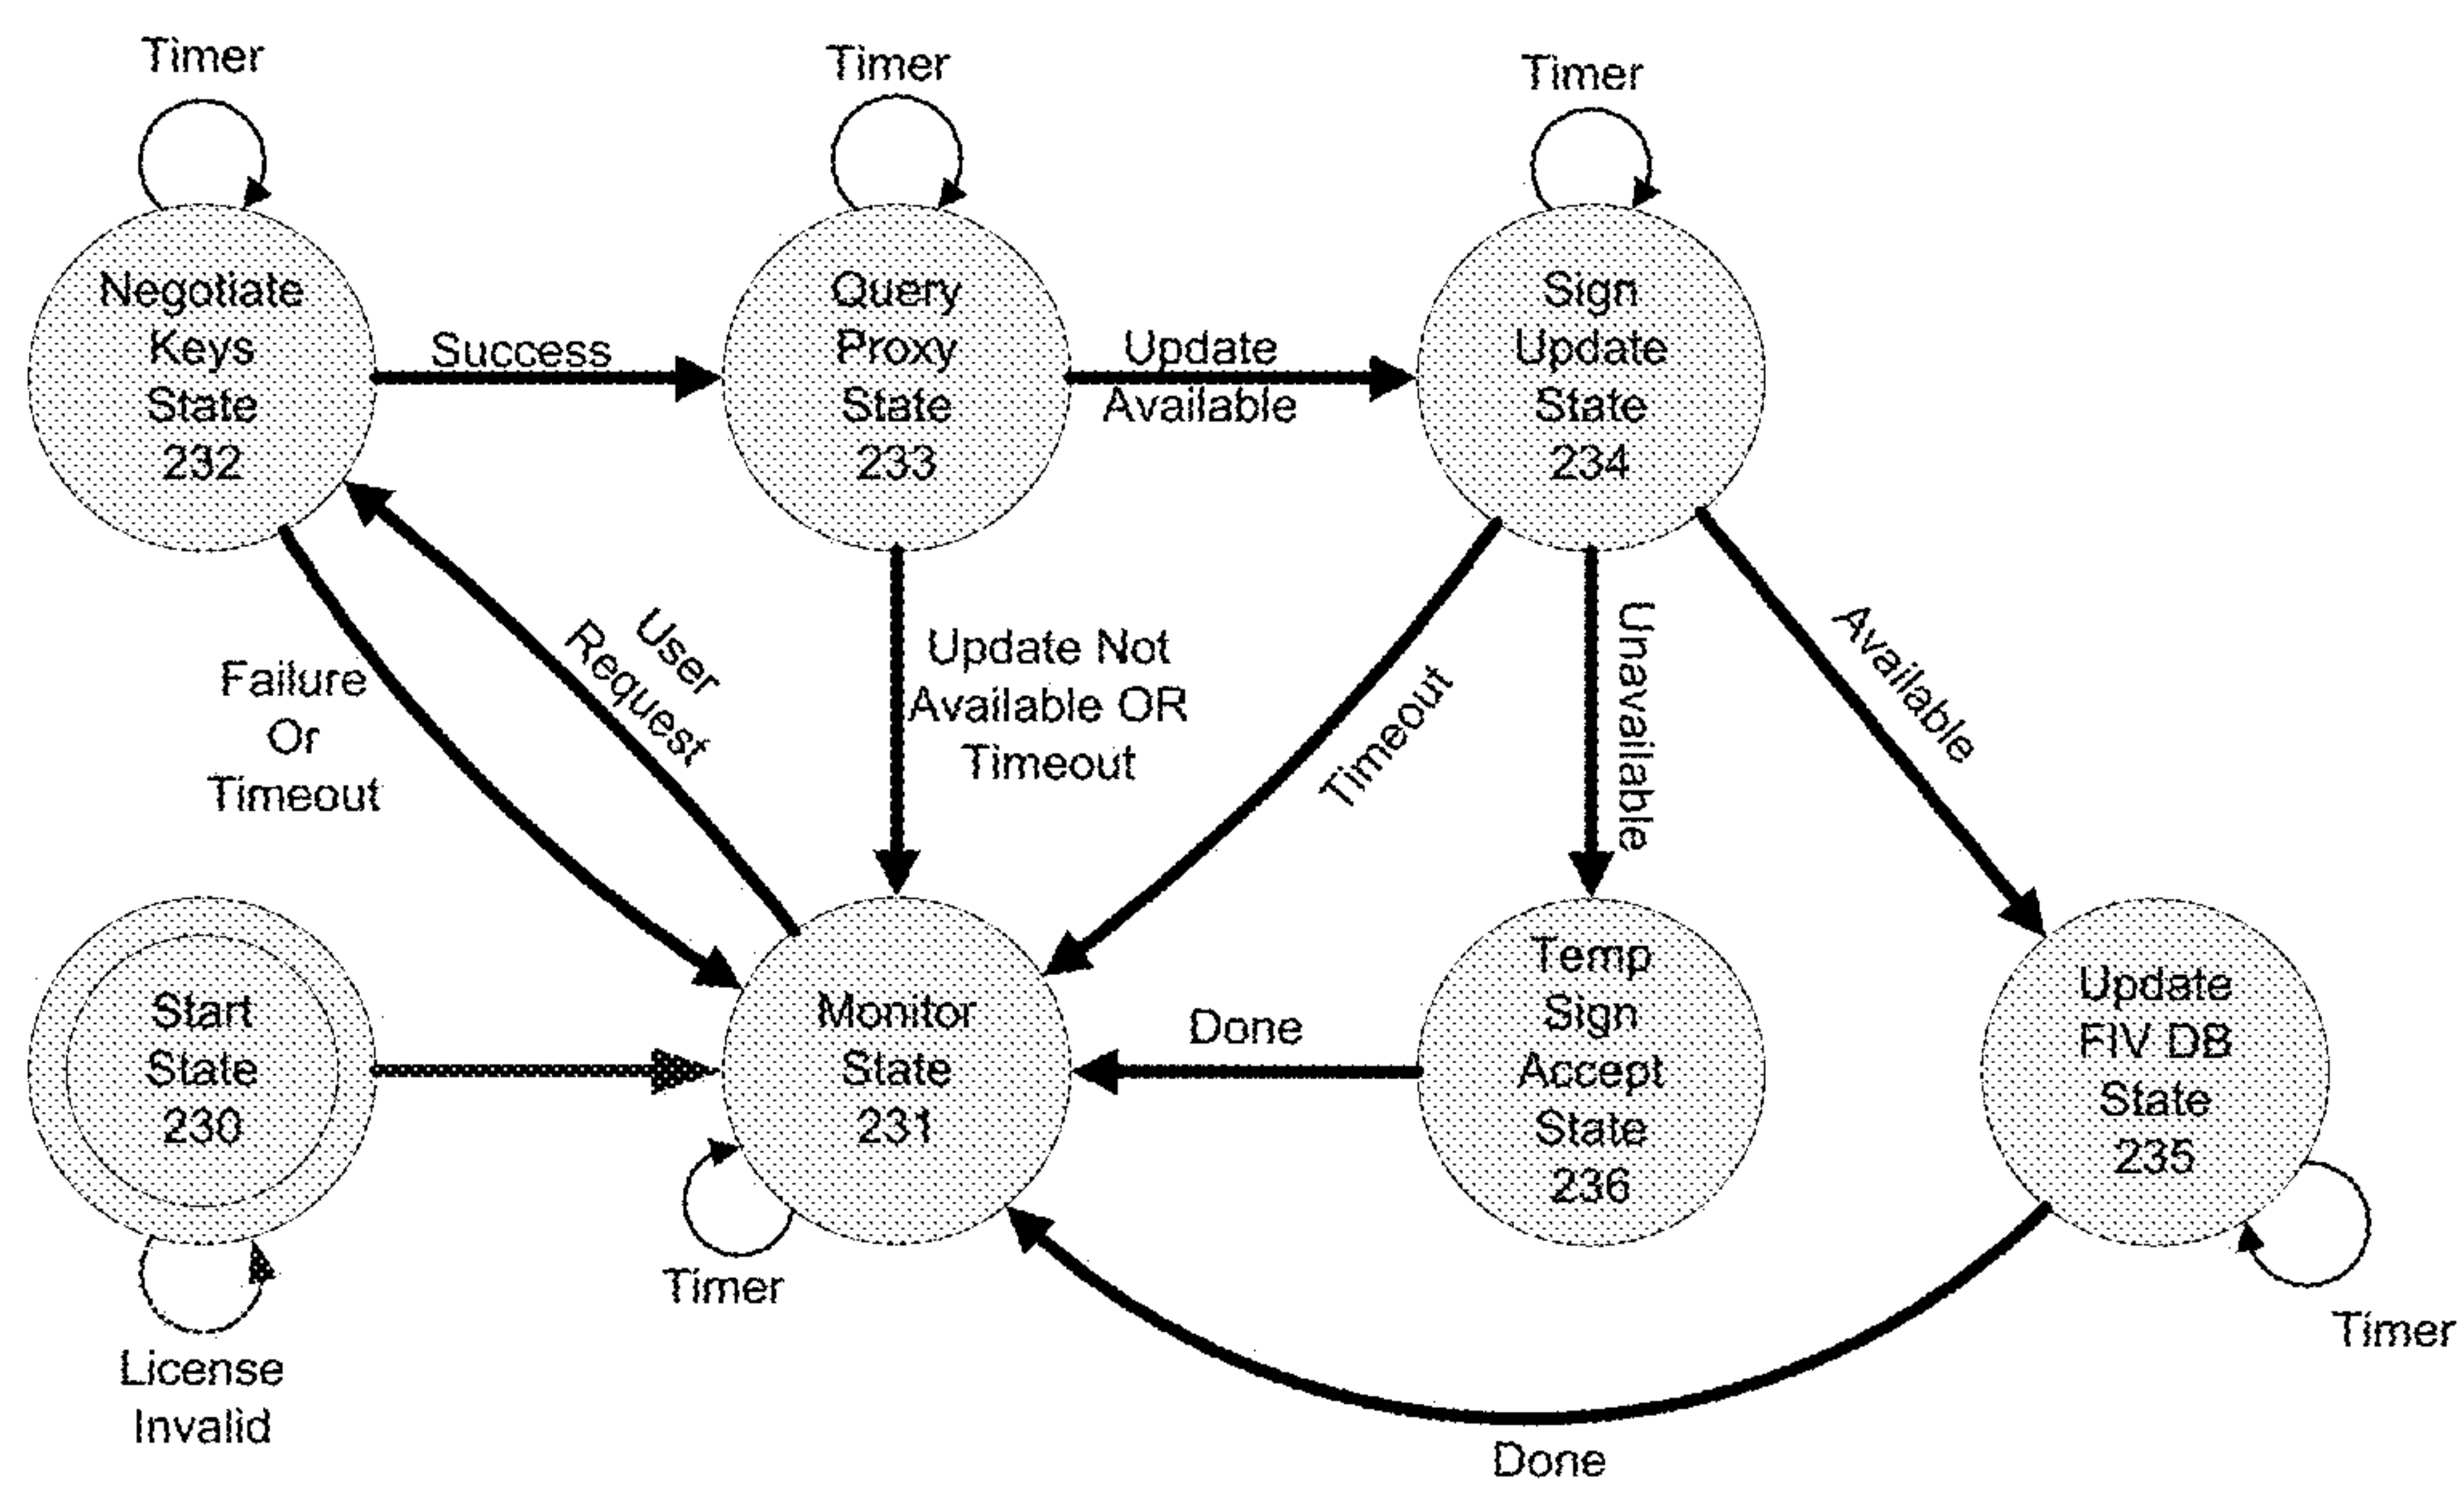 Timer
Timer
Timer
Negotiate
Keys
State
232
Success
Query
Proxy
State
233
Update
Available
Sign
Update
State
234
Failure
Or
Timeout
User
Request
Update Not
Available OR
Timeout
Timeout
Unavailable
Available
Start
State
230
License
Invalid
Monitor
State
231
Timer
Done
Temp
Sign
Accept
State
236
Update
FIV DB
State
235
Timer
Done